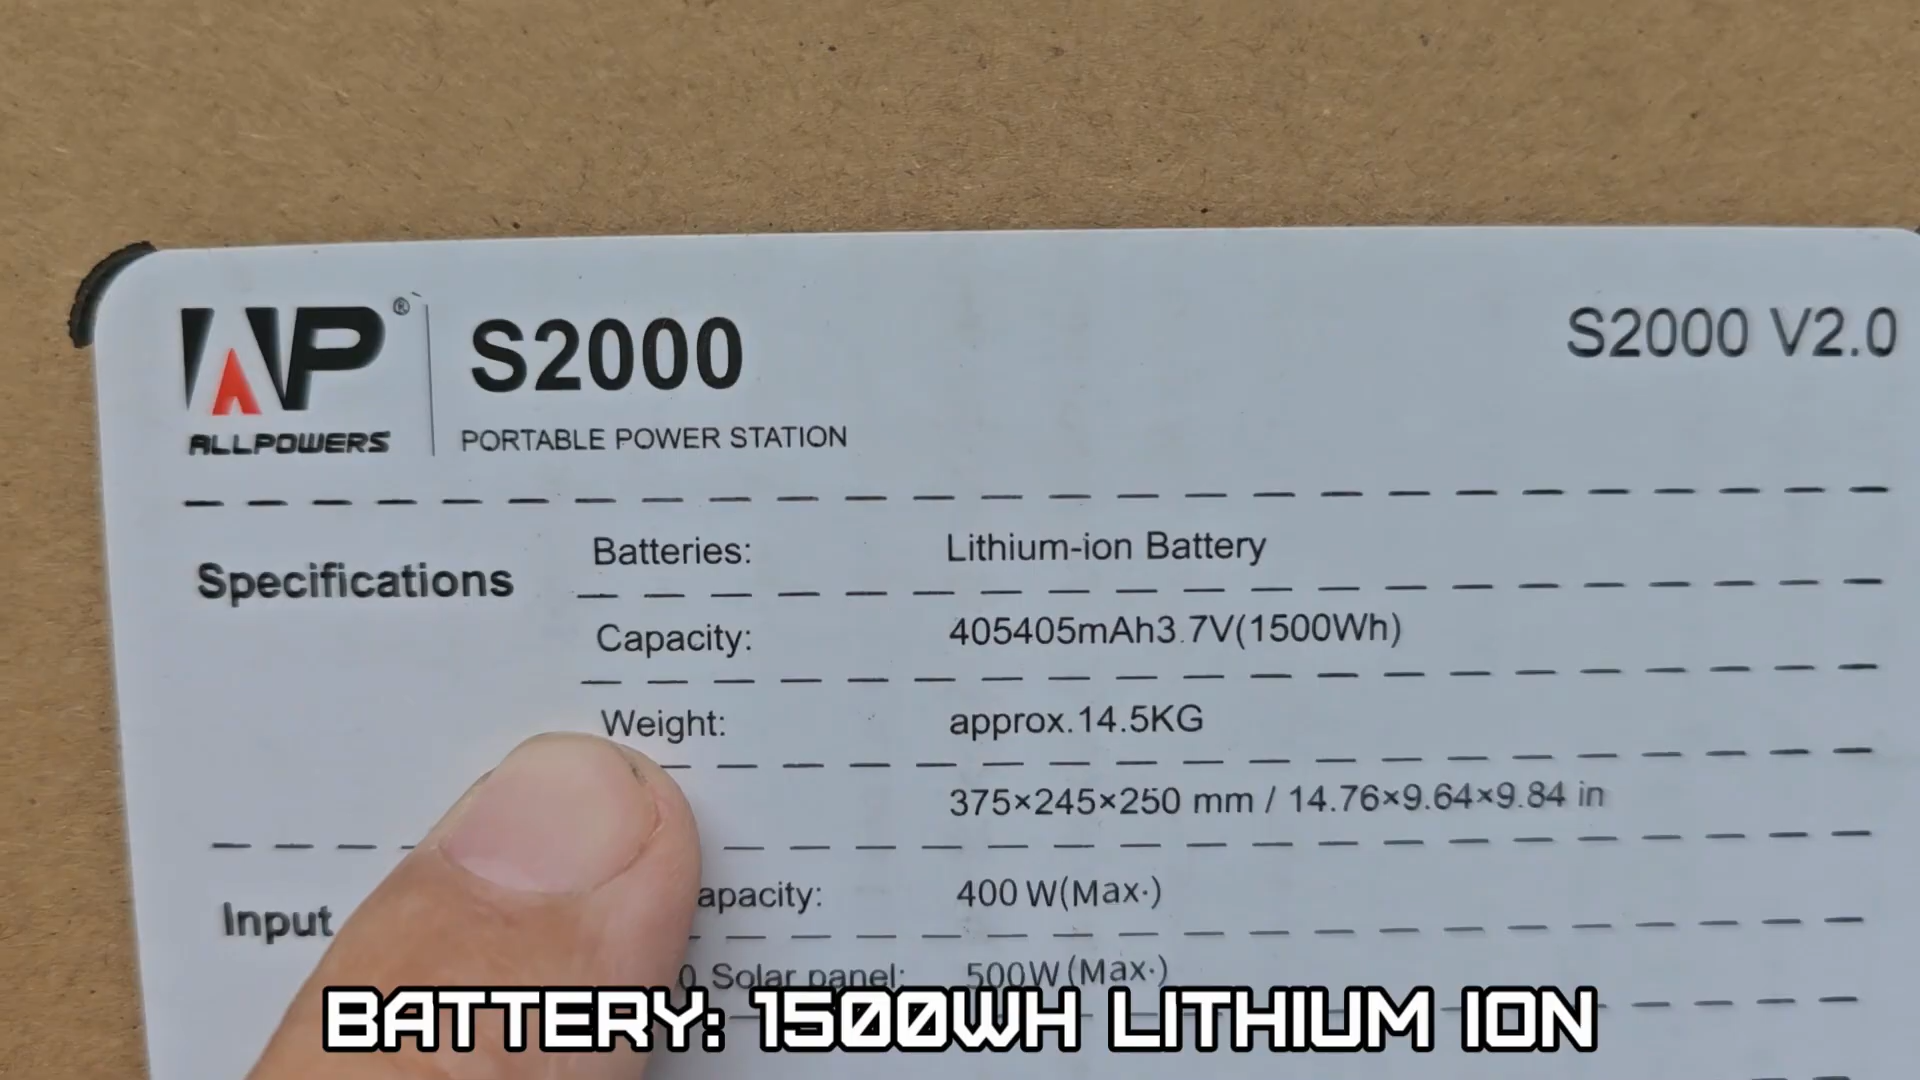 AP®
ALLPOWERS
S2000
PORTABLE POWER STATION
S2000 V2.0
Specifications
Batteries: Lithium-ion Battery
Capacity: 405405mAh3.7V(1500Wh)
Weight: approx.14.5KG
375×245×250 mm / 14.76×9.64×9.84 in
Input
apacity: 400W(Max.)
0 Solar panel: 500W(Max.)
BATTERY: 1500WH LITHIUM ION